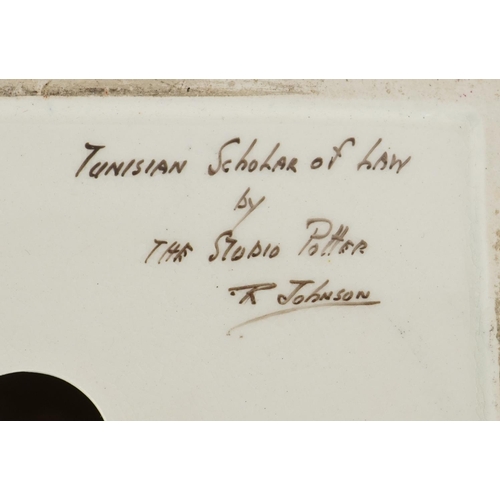 Tunisian Scholar of Law
by
The Studio Potter
R Johnson